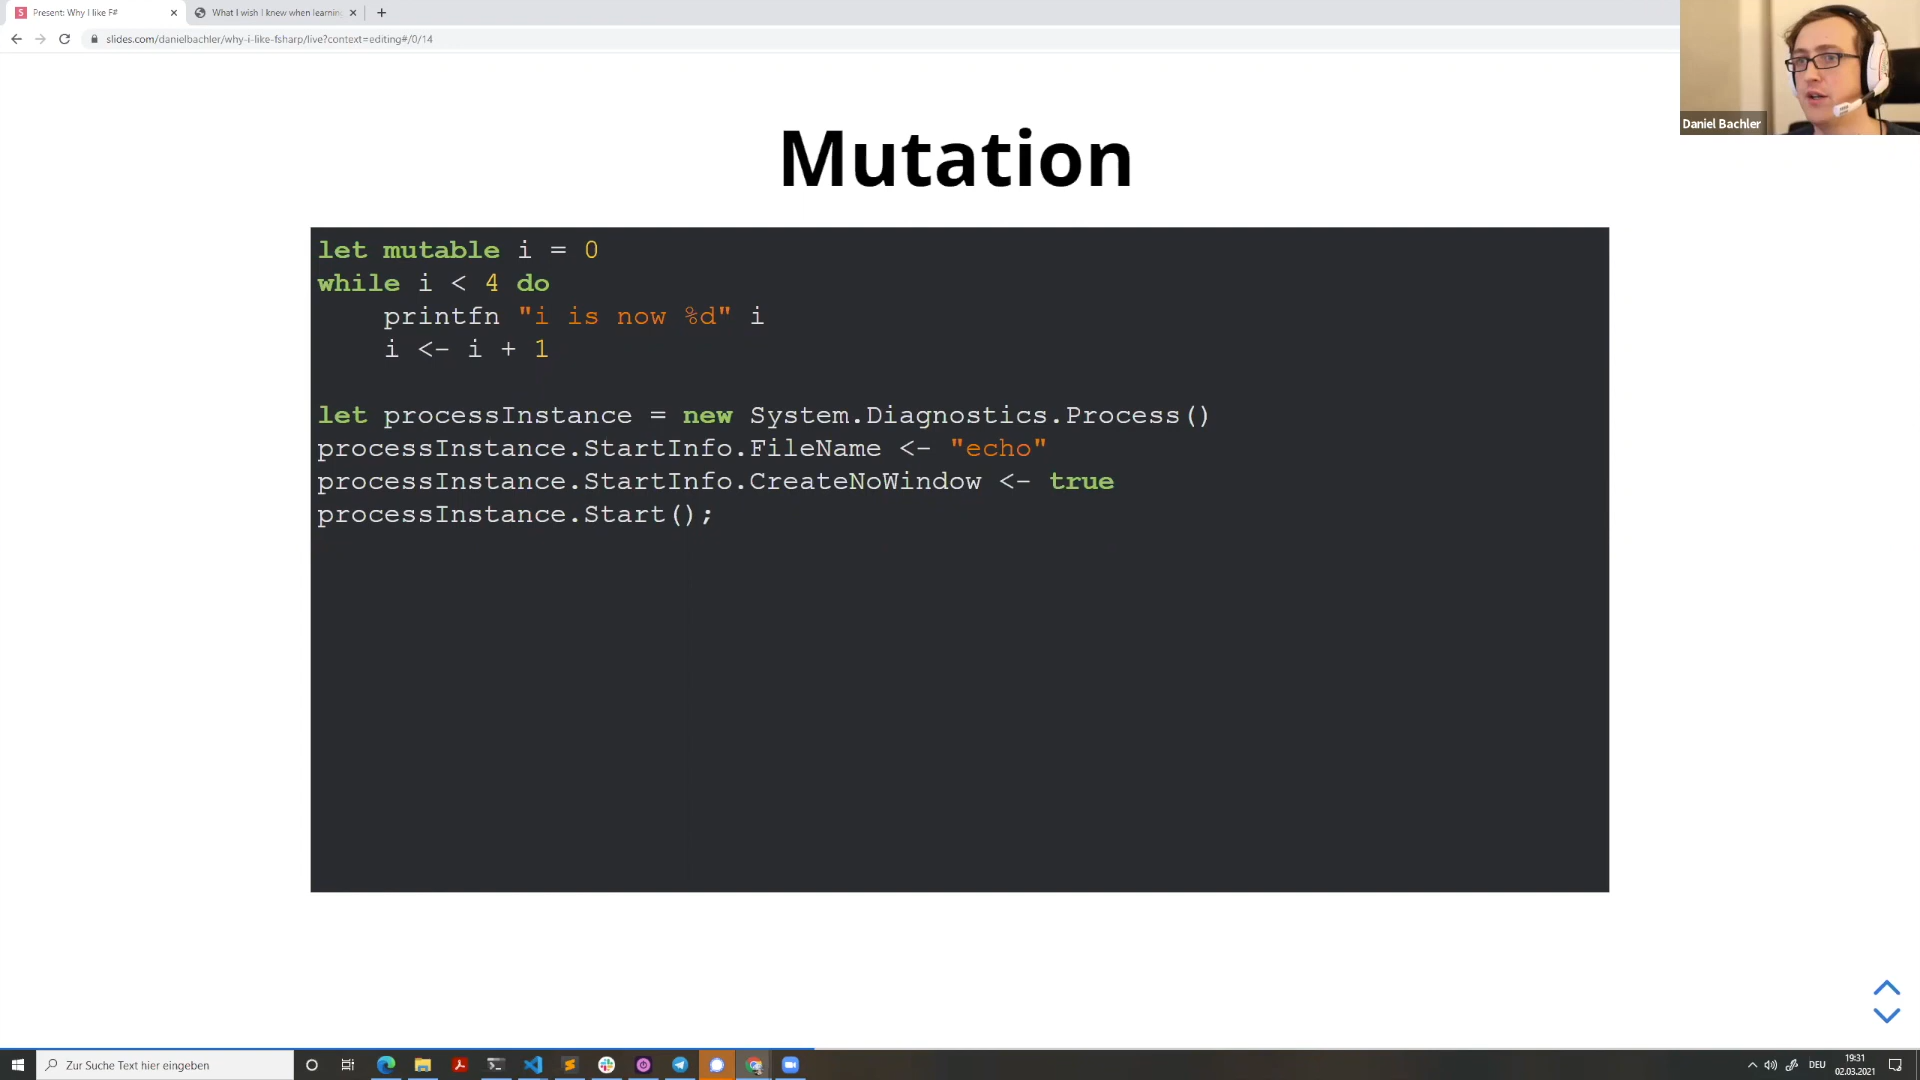 Present: Why I like F#
What I wish I knew when learning
slides.com/danielbachler/why-i-like-fsharp/live?context=editing#/0/14
Daniel Bachler
Mutation
let mutable i = 0
while i < 4 do
    printfn "i is now %d" i
    i <- i + 1
let processInstance = new System.Diagnostics.Process()
processInstance.StartInfo.FileName <- "echo"
processInstance.StartInfo.CreateNoWindow <- true
processInstance.Start();
Zur Suche Text hier eingeben
DEU
19:31
02.03.2021